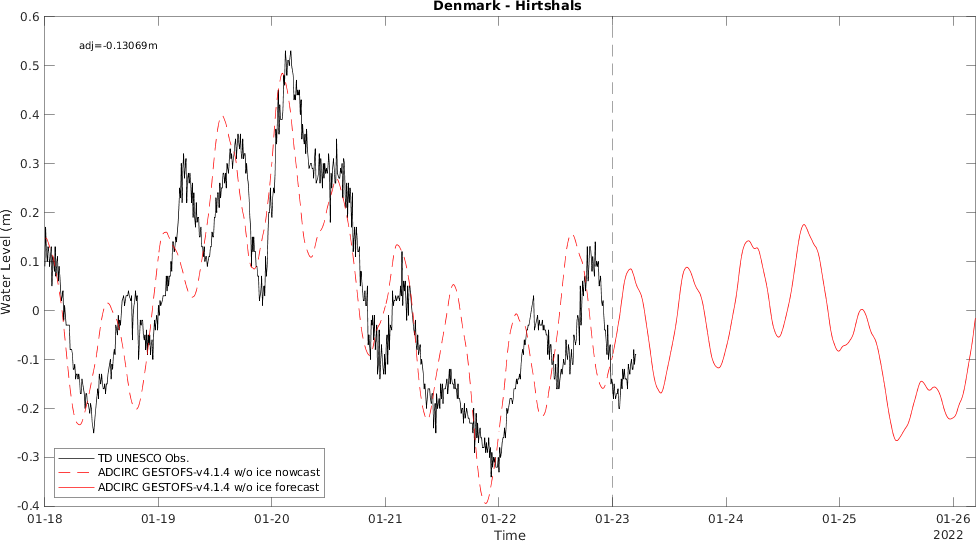 Denmark - Hirtshals
adj=-0.13069m
0.6
0.5
0.4
0.3
0.2
0.1
0
-0.1
-0.2
-0.3
-0.4
Water Level (m)
TD UNESCO Obs.
ADCIRC GESTOFS-v4.1.4 w/o ice nowcast
ADCIRC GESTOFS-v4.1.4 w/o ice forecast
01-18 01-19 01-20 01-21 01-22 01-23 01-24 01-25 01-26
Time
2022